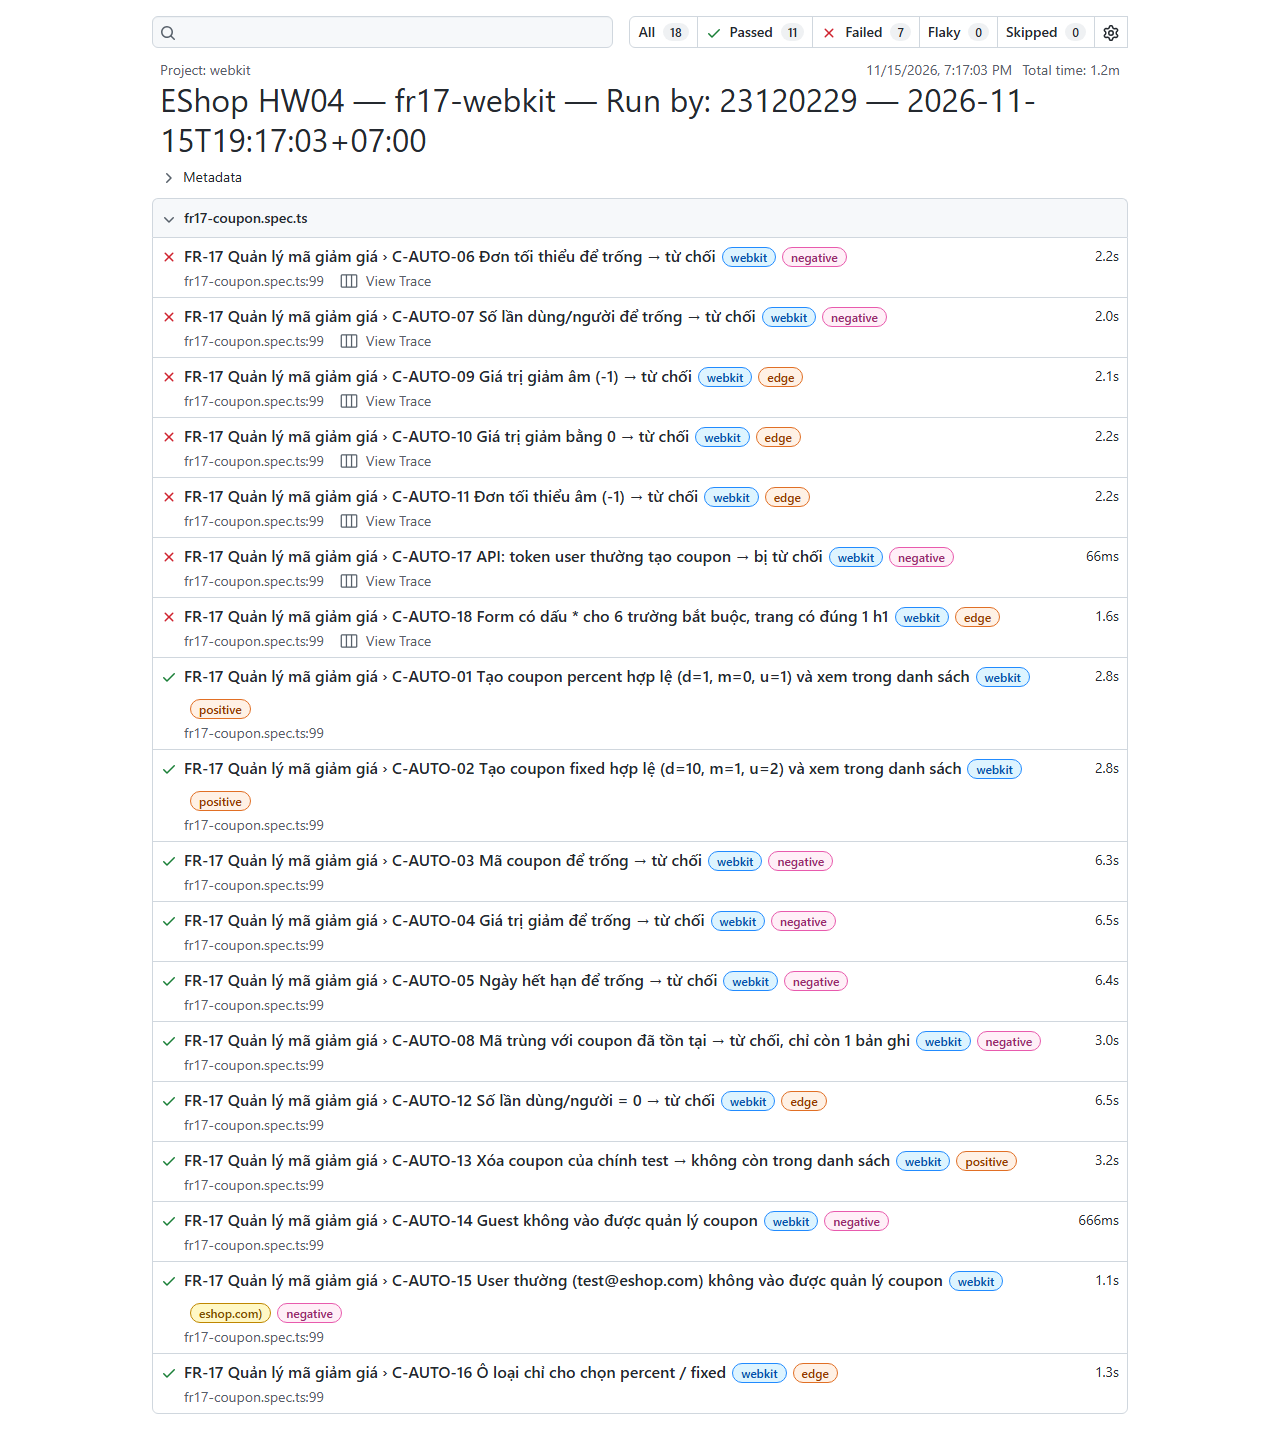 All 18 Passed 11 Failed 7 Flaky 0 Skipped 0
Project: webkit 11/15/2026, 7:17:03 PM Total time: 1.2m
EShop HW04 — fr17-webkit — Run by: 23120229 — 2026-11-
15T19:17:03+07:00
Metadata
fr17-coupon.spec.ts
FR-17 Quản lý mã giảm giá › C-AUTO-06 Đơn tối thiểu để trống → từ chối webkit negative 2.2s
fr17-coupon.spec.ts:99 View Trace
FR-17 Quản lý mã giảm giá › C-AUTO-07 Số lần dùng/người để trống → từ chối webkit negative 2.0s
fr17-coupon.spec.ts:99 View Trace
FR-17 Quản lý mã giảm giá › C-AUTO-09 Giá trị giảm âm (-1) → từ chối webkit edge 2.1s
fr17-coupon.spec.ts:99 View Trace
FR-17 Quản lý mã giảm giá › C-AUTO-10 Giá trị giảm bằng 0 → từ chối webkit edge 2.2s
fr17-coupon.spec.ts:99 View Trace
FR-17 Quản lý mã giảm giá › C-AUTO-11 Đơn tối thiểu âm (-1) → từ chối webkit edge 2.2s
fr17-coupon.spec.ts:99 View Trace
FR-17 Quản lý mã giảm giá › C-AUTO-17 API: token user thường tạo coupon → bị từ chối webkit negative 66ms
fr17-coupon.spec.ts:99 View Trace
FR-17 Quản lý mã giảm giá › C-AUTO-18 Form có dấu * cho 6 trường bắt buộc, trang có đúng 1 h1 webkit edge 1.6s
fr17-coupon.spec.ts:99 View Trace
FR-17 Quản lý mã giảm giá › C-AUTO-01 Tạo coupon percent hợp lệ (d=1, m=0, u=1) và xem trong danh sách webkit 2.8s
positive
fr17-coupon.spec.ts:99
FR-17 Quản lý mã giảm giá › C-AUTO-02 Tạo coupon fixed hợp lệ (d=10, m=1, u=2) và xem trong danh sách webkit 2.8s
positive
fr17-coupon.spec.ts:99
FR-17 Quản lý mã giảm giá › C-AUTO-03 Mã coupon để trống → từ chối webkit negative 6.3s
fr17-coupon.spec.ts:99
FR-17 Quản lý mã giảm giá › C-AUTO-04 Giá trị giảm để trống → từ chối webkit negative 6.5s
fr17-coupon.spec.ts:99
FR-17 Quản lý mã giảm giá › C-AUTO-05 Ngày hết hạn để trống → từ chối webkit negative 6.4s
fr17-coupon.spec.ts:99
FR-17 Quản lý mã giảm giá › C-AUTO-08 Mã trùng với coupon đã tồn tại → từ chối, chỉ còn 1 bản ghi webkit negative 3.0s
fr17-coupon.spec.ts:99
FR-17 Quản lý mã giảm giá › C-AUTO-12 Số lần dùng/người = 0 → từ chối webkit edge 6.5s
fr17-coupon.spec.ts:99
FR-17 Quản lý mã giảm giá › C-AUTO-13 Xóa coupon của chính test → không còn trong danh sách webkit positive 3.2s
fr17-coupon.spec.ts:99
FR-17 Quản lý mã giảm giá › C-AUTO-14 Guest không vào được quản lý coupon webkit negative 666ms
fr17-coupon.spec.ts:99
FR-17 Quản lý mã giảm giá › C-AUTO-15 User thường (test@eshop.com) không vào được quản lý coupon webkit 1.1s
eshop.com) negative
fr17-coupon.spec.ts:99
FR-17 Quản lý mã giảm giá › C-AUTO-16 Ô loại chỉ cho chọn percent / fixed webkit edge 1.3s
fr17-coupon.spec.ts:99